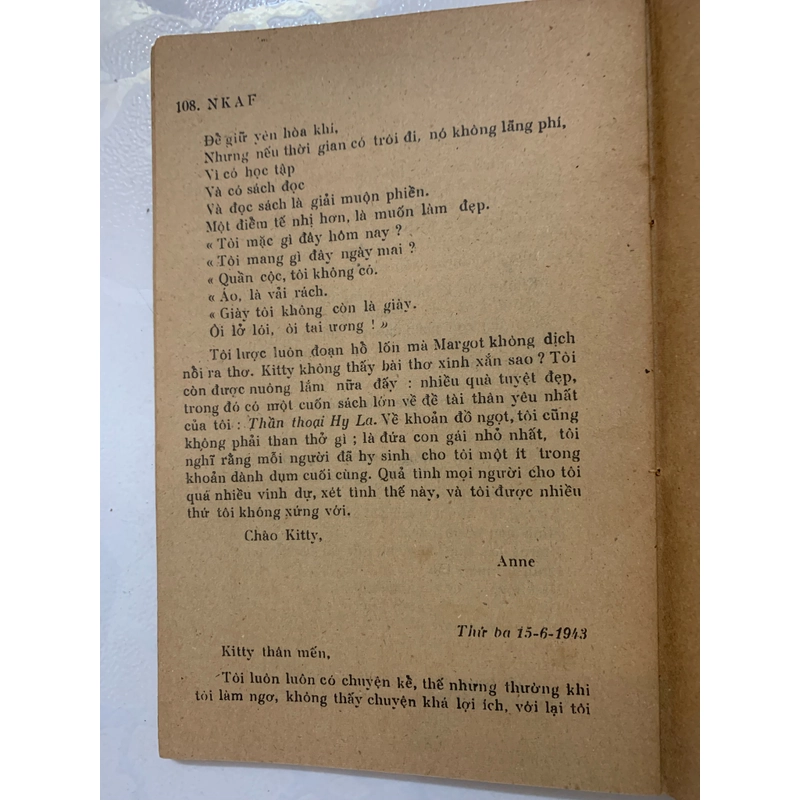 108. N K A F
Để giữ yên hòa khí,
Nhưng nếu thời gian có trôi đi, nó không lãng phí,
Vì có học tập
Và có sách đọc
Và đọc sách là giải muộn phiền.
Một điểm tế nhị hơn, là muốn làm đẹp.
« Tôi mặc gì đây hôm nay ?
« Tôi mang gì đây ngày mai ?
« Quần cộc, tôi không có.
« Áo, là vải rách.
« Giày tôi không còn là giày.
Ôi lở lói, ôi tai ương ! »
Tôi lược luôn đoạn hồ lốn mà Margot không dịch
nổi ra thơ. Kitty không thấy bài thơ xinh xắn sao ? Tôi
còn được nuông lắm nữa đấy : nhiều quà tuyệt đẹp,
trong đó có một cuốn sách lớn về đề tài thân yêu nhất
của tôi : Thần thoại Hy La. Về khoản đồ ngọt, tôi cũng
không phải than thở gì ; là đứa con gái nhỏ nhất, tôi
nghĩ rằng mỗi người đã hy sinh cho tôi một ít trong
khoản dành dụm cuối cùng. Quả tình mọi người cho tôi
quá nhiều vinh dự, xét tình thế này, và tôi được nhiều
thứ tôi không xứng với.
Chào Kitty,
Anne
Thứ ba 15-6-1943
Kitty thân mến,
Tôi luôn luôn có chuyện kể, thế nhưng thường khi
tôi làm ngơ, không thấy chuyện khá lợi ích, với lại tôi